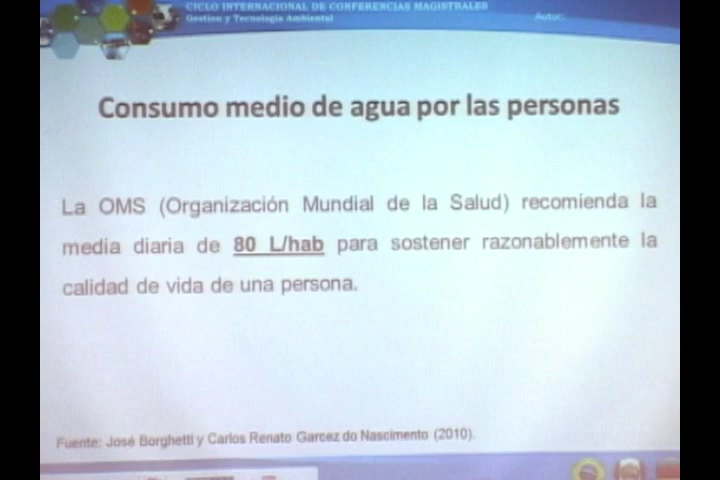 CICLO INTERNACIONAL DE CONFERENCIAS MAGISTRALES
Gestion y Tecnologia Ambiental
Autor:
Consumo medio de agua por las personas
La OMS (Organización Mundial de la Salud) recomienda la
media diaria de 80 L/hab para sostener razonablemente la
calidad de vida de una persona.
Fuente: José Borghetti y Carlos Renato Garcez do Nascimento (2010).